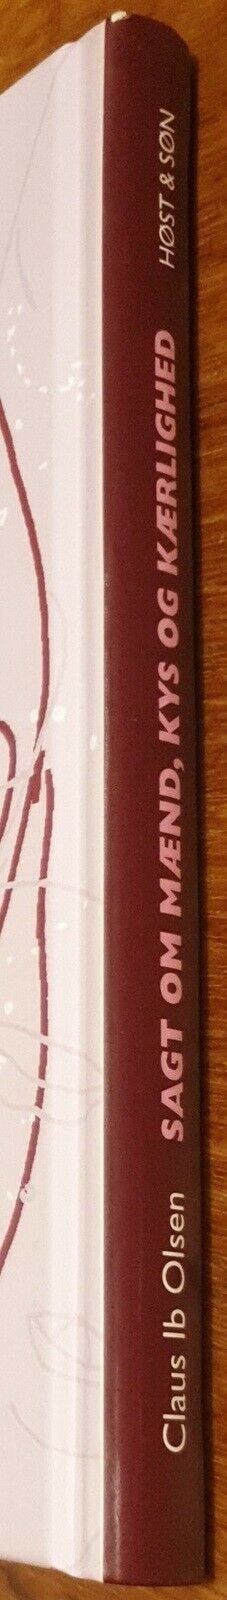 Claus Ib Olsen SAGT OM MÆND, KYS OG KÆRLIGHED HØST & SØN